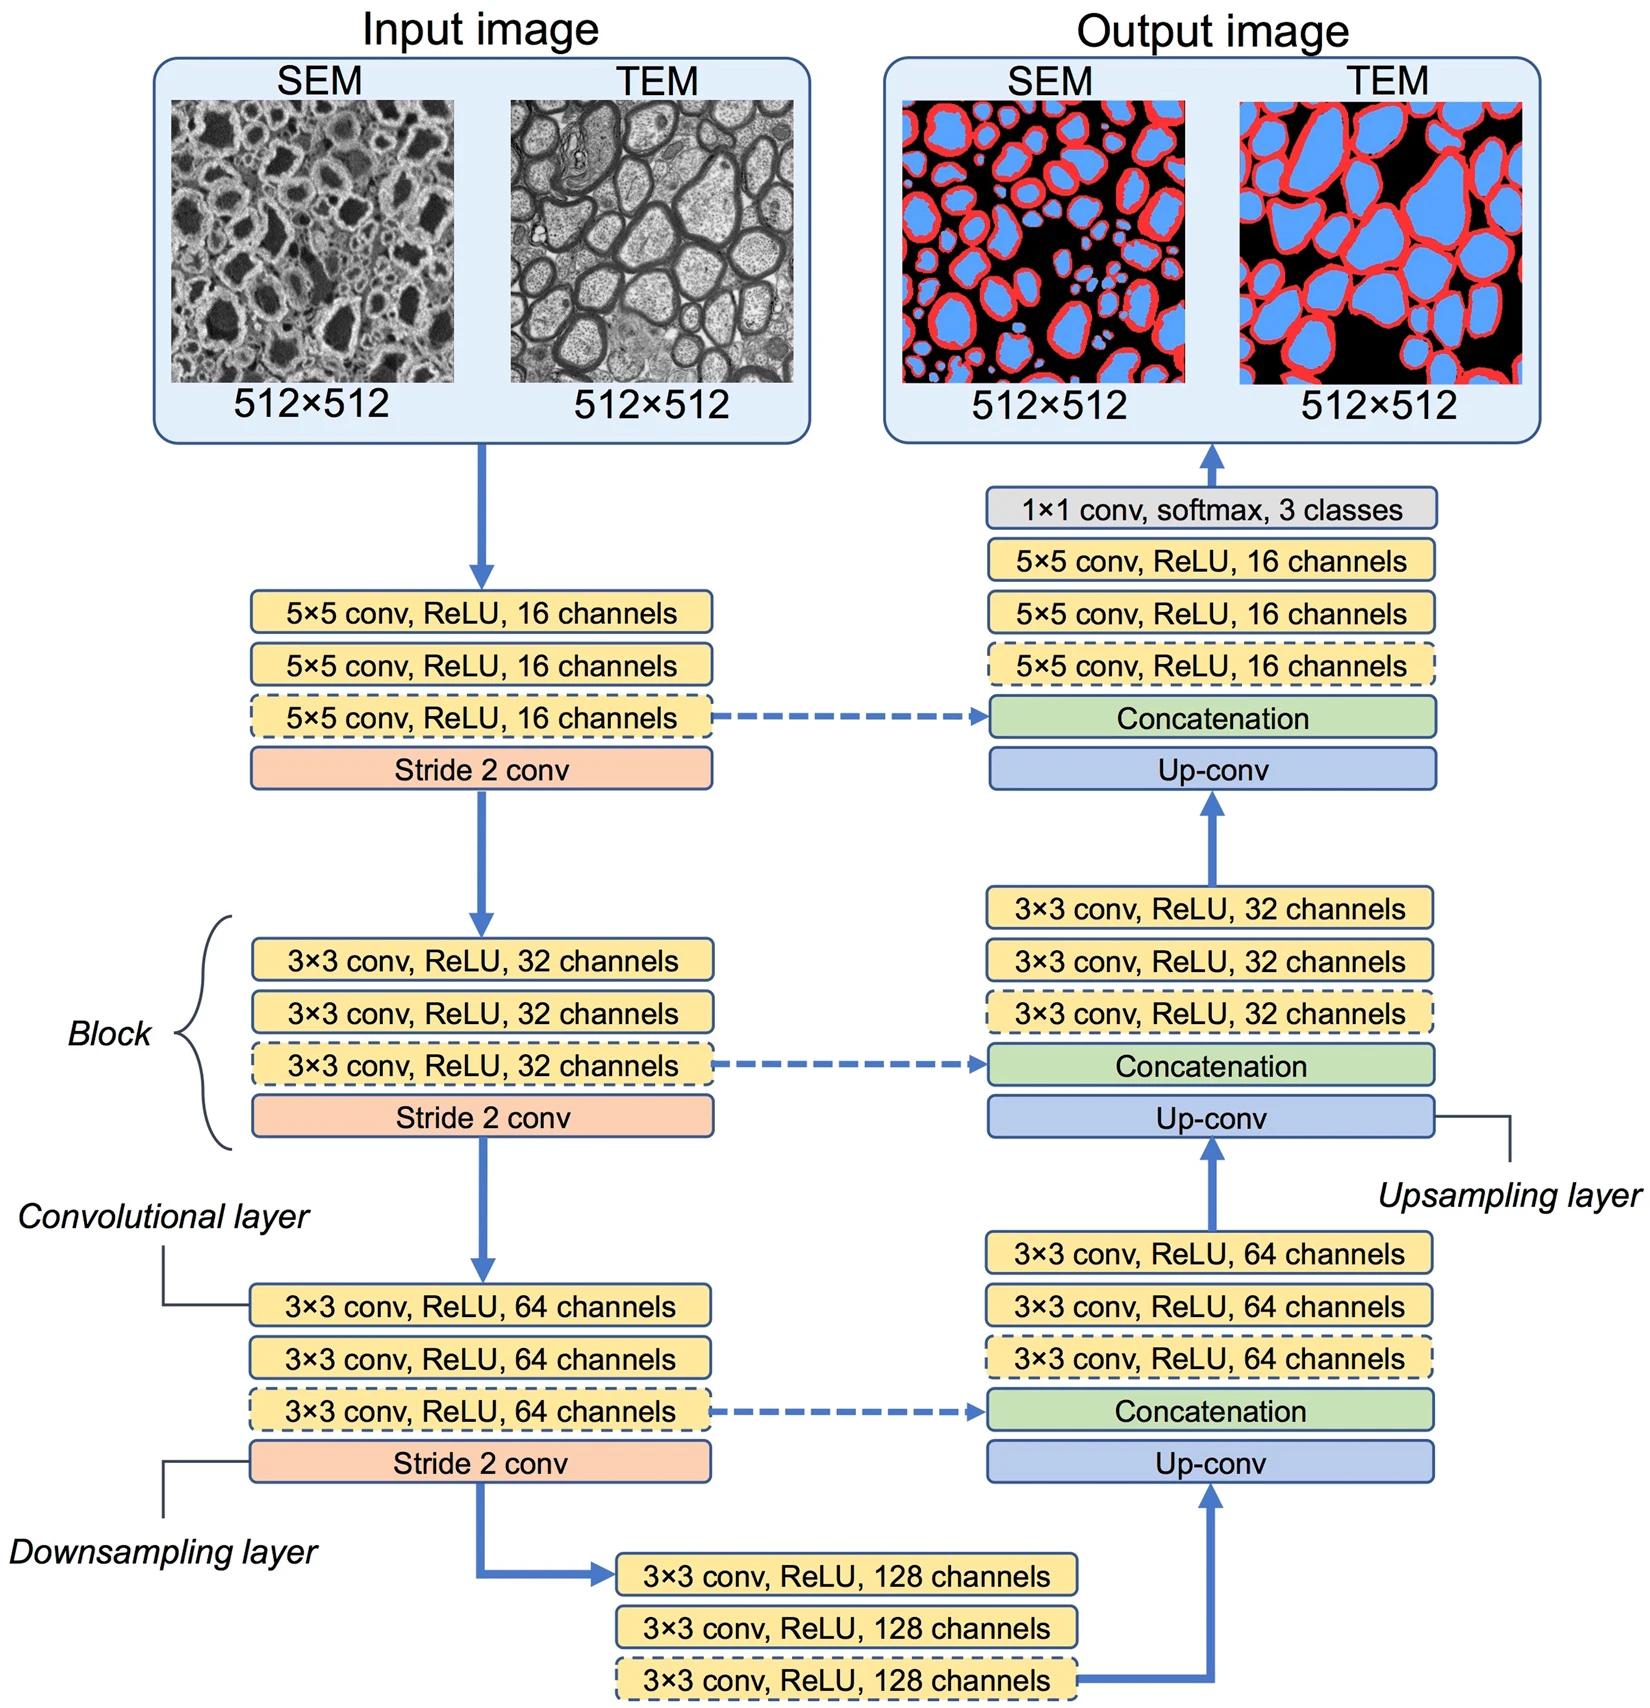 Input image
SEM
TEM
512×512
512×512
Output image
SEM
TEM
512×512
512×512
5×5 conv, ReLU, 16 channels
5×5 conv, ReLU, 16 channels
5×5 conv, ReLU, 16 channels
Stride 2 conv
Block
3×3 conv, ReLU, 32 channels
3×3 conv, ReLU, 32 channels
3×3 conv, ReLU, 32 channels
Stride 2 conv
Convolutional layer
3×3 conv, ReLU, 64 channels
3×3 conv, ReLU, 64 channels
3×3 conv, ReLU, 64 channels
Stride 2 conv
Downsampling layer
3×3 conv, ReLU, 128 channels
3×3 conv, ReLU, 128 channels
3×3 conv, ReLU, 128 channels
1×1 conv, softmax, 3 classes
5×5 conv, ReLU, 16 channels
5×5 conv, ReLU, 16 channels
5×5 conv, ReLU, 16 channels
Concatenation
Up-conv
3×3 conv, ReLU, 32 channels
3×3 conv, ReLU, 32 channels
3×3 conv, ReLU, 32 channels
Concatenation
Up-conv
Upsampling layer
3×3 conv, ReLU, 64 channels
3×3 conv, ReLU, 64 channels
3×3 conv, ReLU, 64 channels
Concatenation
Up-conv